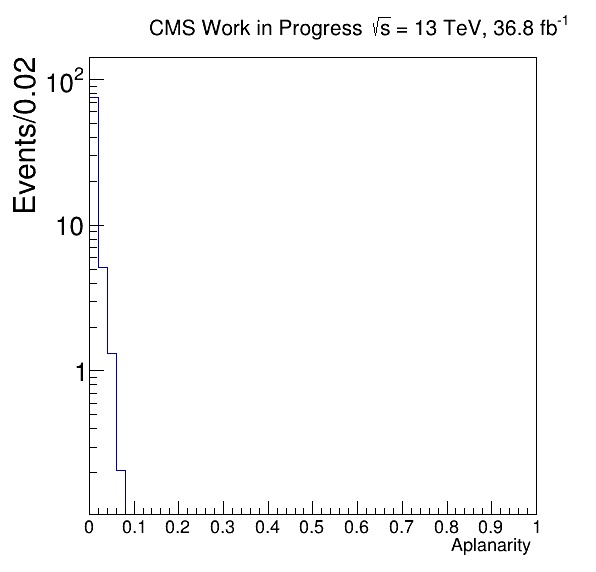 CMS Work in Progress √s = 13 TeV, 36.8 fb⁻¹
Events/0.02
10²
10
1
0 0.1 0.2 0.3 0.4 0.5 0.6 0.7 0.8 0.9 1
Aplanarity